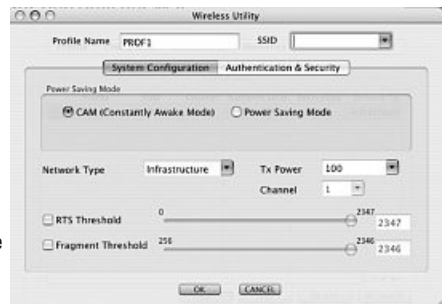 Wireless Utility
Profile Name PROF1 SSID
System Configuration Authentication & Security
Power Saving Mode
CAM (Constantly Awake Mode) Power Saving Mode
Network Type Infrastructure Tx Power 100
Channel 1
RTS Threshold 0 2347 2347
e
Fragment Threshold 256 2346 2346
OK CANCEL